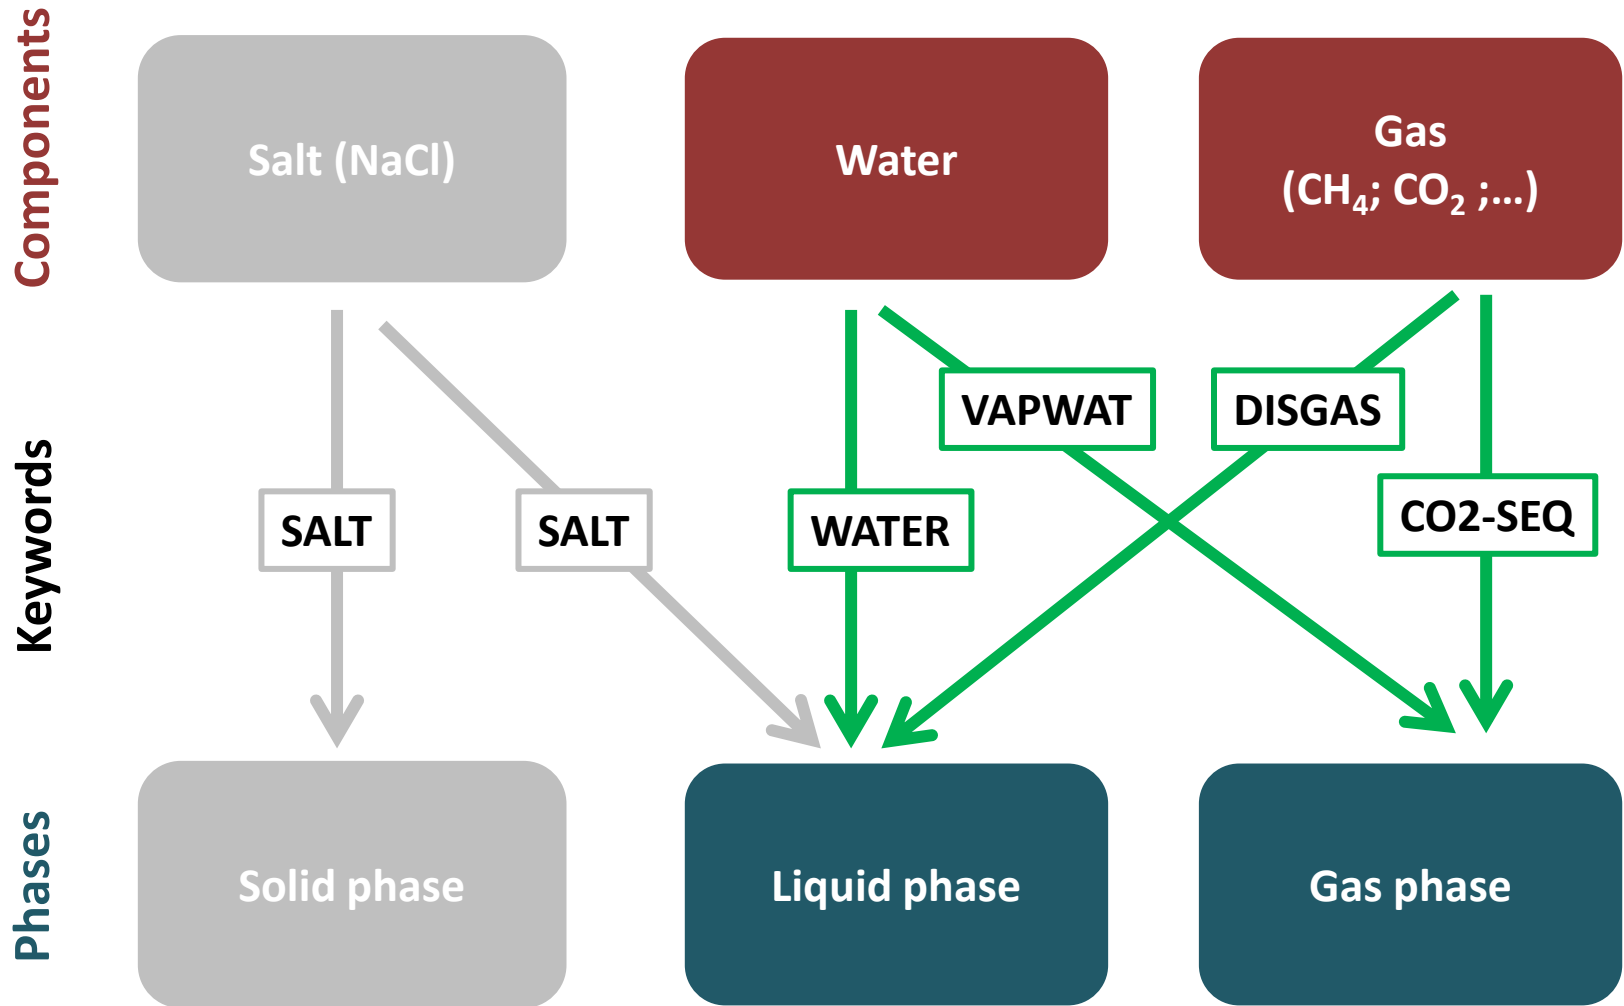 Components
Salt (NaCl)
Water
Gas
(CH₄; CO₂ ;...)
Keywords
VAPWAT
DISGAS
SALT
SALT
WATER
CO2-SEQ
Phases
Solid phase
Liquid phase
Gas phase